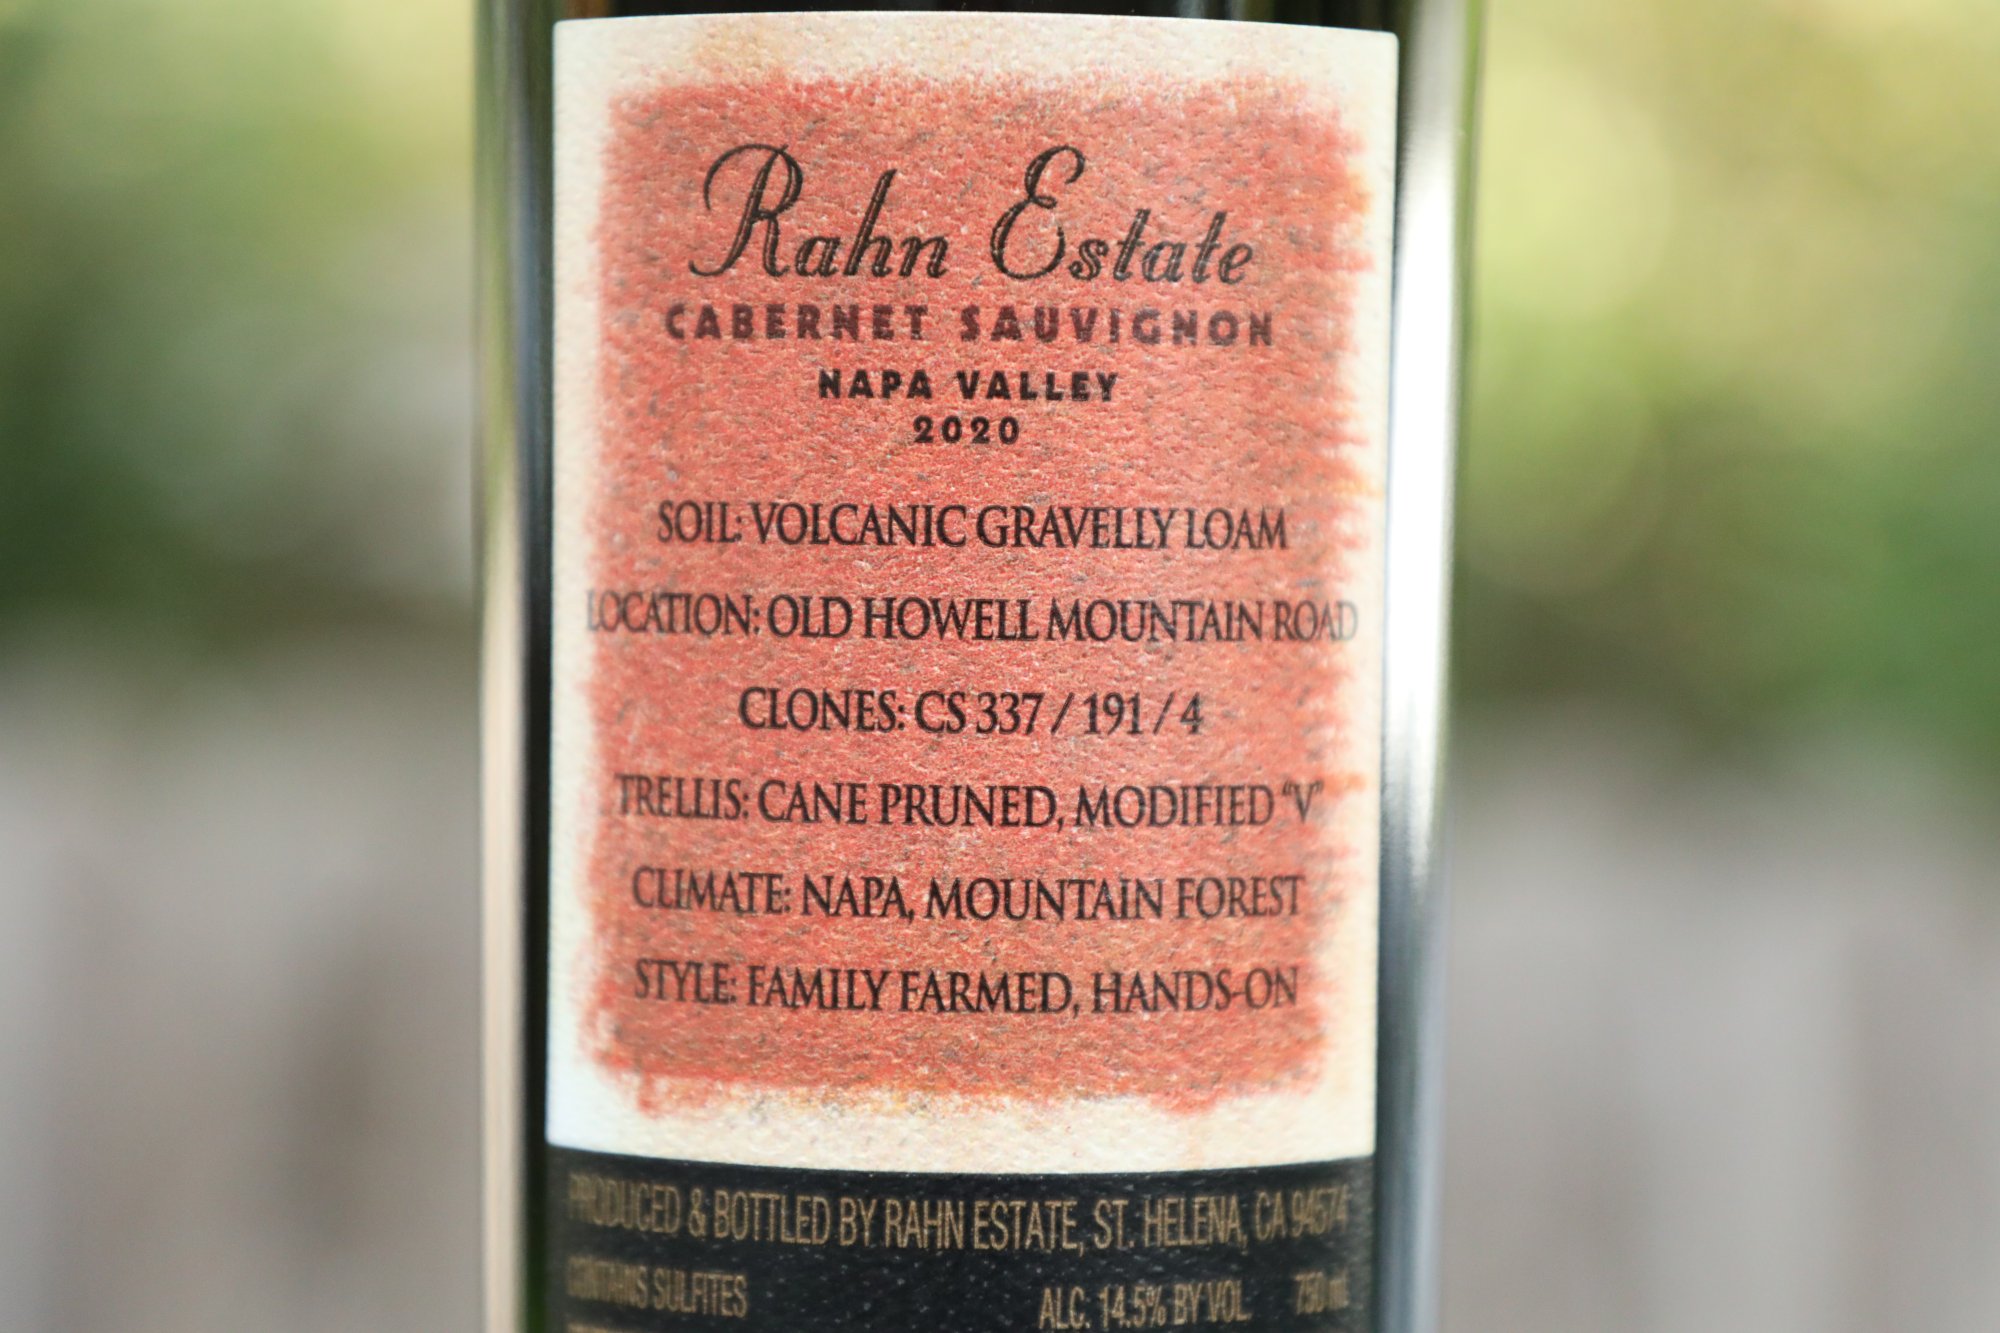 Rahn Estate
CABERNET SAUVIGNON
NAPA VALLEY
2020
SOIL: VOLCANIC GRAVELLY LOAM
LOCATION: OLD HOWELL MOUNTAIN ROAD
CLONES: CS 337 / 191 / 4
TRELLIS: CANE PRUNED, MODIFIED “V”
CLIMATE: NAPA, MOUNTAIN FOREST
STYLE: FAMILY FARMED, HANDS-ON
PRODUCED & BOTTLED BY RAHN ESTATE, ST. HELENA, CA 94574
CONTAINS SULFITES ALC. 14.5% BY VOL. 750 mL